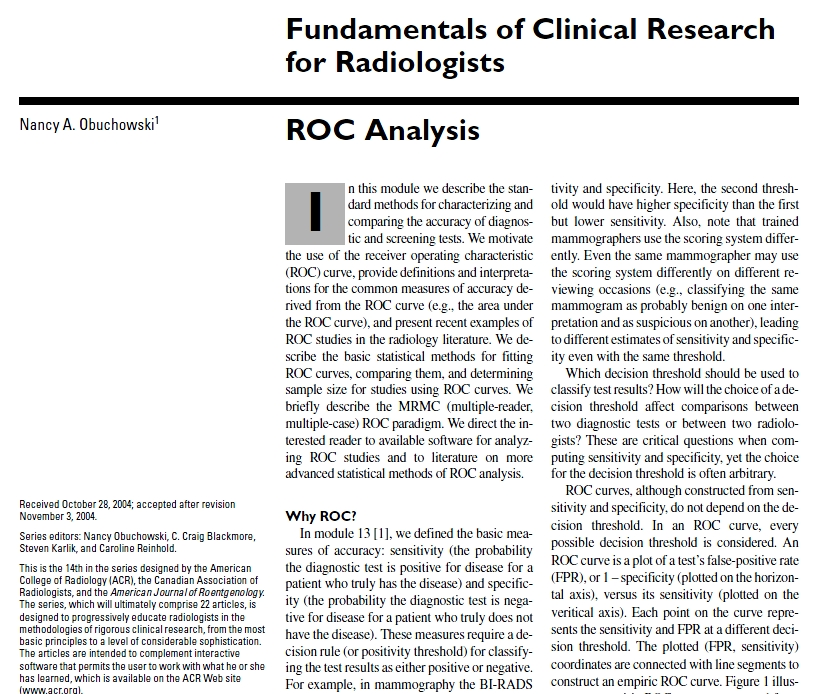 Fundamentals of Clinical Research
for Radiologists
Nancy A. Obuchowski1
ROC Analysis
In this module we describe the stan-
dard methods for characterizing and
comparing the accuracy of diagnos-
tic and screening tests. We motivate
the use of the receiver operating characteristic
(ROC) curve, provide definitions and interpreta-
tions for the common measures of accuracy de-
rived from the ROC curve (e.g., the area under
the ROC curve), and present recent examples of
ROC studies in the radiology literature. We de-
scribe the basic statistical methods for fitting
ROC curves, comparing them, and determining
sample size for studies using ROC curves. We
briefly describe the MRMC (multiple-reader,
multiple-case) ROC paradigm. We direct the in-
terested reader to available software for analyz-
ing ROC studies and to literature on more
advanced statistical methods of ROC analysis.
Why ROC?
In module 13 [1], we defined the basic mea-
sures of accuracy: sensitivity (the probability
the diagnostic test is positive for disease for a
patient who truly has the disease) and specific-
ity (the probability the diagnostic test is nega-
tive for disease for a patient who truly does not
have the disease). These measures require a de-
cision rule (or positivity threshold) for classify-
ing the test results as either positive or negative.
For example, in mammography the BI-RADS
tivity and specificity. Here, the second thresh-
old would have higher specificity than the first
but lower sensitivity. Also, note that trained
mammographers use the scoring system differ-
ently. Even the same mammographer may use
the scoring system differently on different re-
viewing occasions (e.g., classifying the same
mammogram as probably benign on one inter-
pretation and as suspicious on another), leading
to different estimates of sensitivity and specific-
ity even with the same threshold.
Which decision threshold should be used to
classify test results? How will the choice of a de-
cision threshold affect comparisons between
two diagnostic tests or between two radiolo-
gists? These are critical questions when com-
puting sensitivity and specificity, yet the choice
for the decision threshold is often arbitrary.
ROC curves, although constructed from sen-
sitivity and specificity, do not depend on the de-
cision threshold. In an ROC curve, every
possible decision threshold is considered. An
ROC curve is a plot of a test's false-positive rate
(FPR), or 1 – specificity (plotted on the horizon-
tal axis), versus its sensitivity (plotted on the
veritical axis). Each point on the curve repre-
sents the sensitivity and FPR at a different deci-
sion threshold. The plotted (FPR, sensitivity)
coordinates are connected with line segments to
construct an empiric ROC curve. Figure 1 illus-
Received October 28, 2004; accepted after revision
November 3, 2004.
Series editors: Nancy Obuchowski, C. Craig Blackmore,
Steven Karlik, and Caroline Reinhold.
This is the 14th in the series designed by the American
College of Radiology (ACR), the Canadian Association of
Radiologists, and the American Journal of Roentgenology.
The series, which will ultimately comprise 22 articles, is
designed to progressively educate radiologists in the
methodologies of rigorous clinical research, from the most
basic principles to a level of considerable sophistication.
The articles are intended to complement interactive
software that permits the user to work with what he or she
has learned, which is available on the ACR Web site
(www.acr.org).